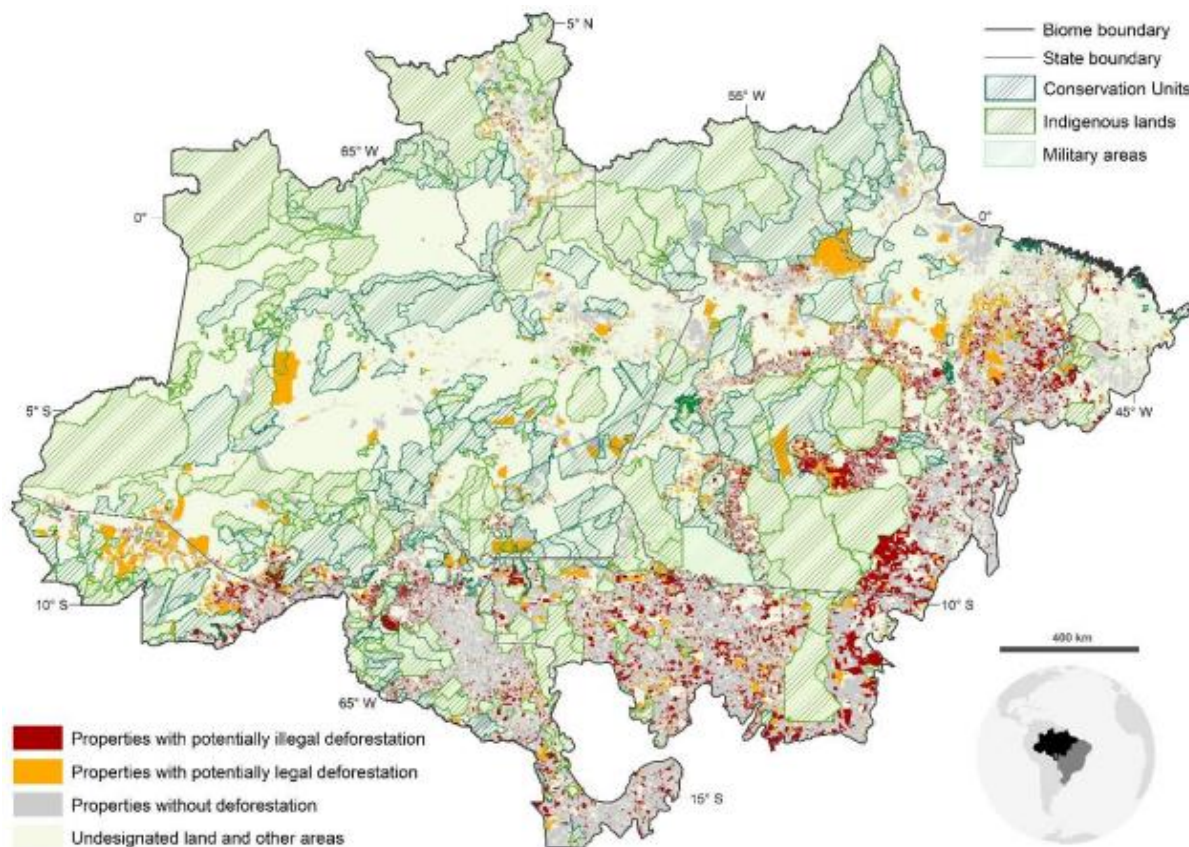 5° N
Biome boundary
State boundary
Conservation Units
Indigenous lands
Military areas
55° W
65° W
0°
0°
5° S
45° W
10° S
10° S
400 km
65° W
15° S
Properties with potentially illegal deforestation
Properties with potentially legal deforestation
Properties without deforestation
Undesignated land and other areas